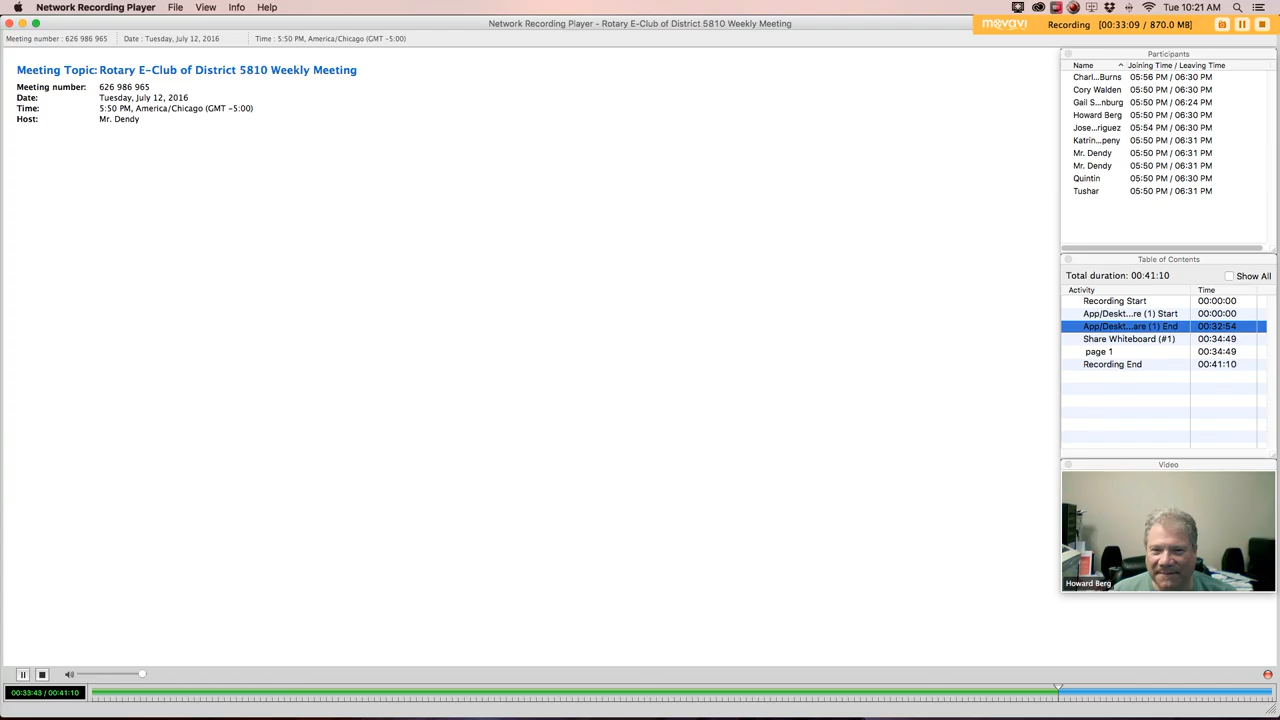 Network Recording Player File View Info Help Tue 10:21 AM
Network Recording Player - Rotary E-Club of District 5810 Weekly Meeting
movavi Recording [00:33:09 / 870.0 MB]
Meeting number : 626 986 965 Date : Tuesday, July 12, 2016 Time : 5:50 PM, America/Chicago (GMT -5:00)
Meeting Topic: Rotary E-Club of District 5810 Weekly Meeting
Meeting number: 626 986 965
Date: Tuesday, July 12, 2016
Time: 5:50 PM, America/Chicago (GMT -5:00)
Host: Mr. Dendy
Participants
Name Joining Time / Leaving Time
Charl...Burns 05:56 PM / 06:30 PM
Cory Walden 05:50 PM / 06:30 PM
Gail S...nburg 05:50 PM / 06:24 PM
Howard Berg 05:50 PM / 06:30 PM
Jose...riguez 05:54 PM / 06:30 PM
Katrin...peny 05:50 PM / 06:31 PM
Mr. Dendy 05:50 PM / 06:31 PM
Mr. Dendy 05:50 PM / 06:31 PM
Quintin 05:50 PM / 06:30 PM
Tushar 05:50 PM / 06:31 PM
Table of Contents
Total duration: 00:41:10 Show All
Activity Time
Recording Start 00:00:00
App/Deskt...re (1) Start 00:00:00
App/Deskt...are (1) End 00:32:54
Share Whiteboard (#1) 00:34:49
page 1 00:34:49
Recording End 00:41:10
Video
Howard Berg
00:33:43 / 00:41:10